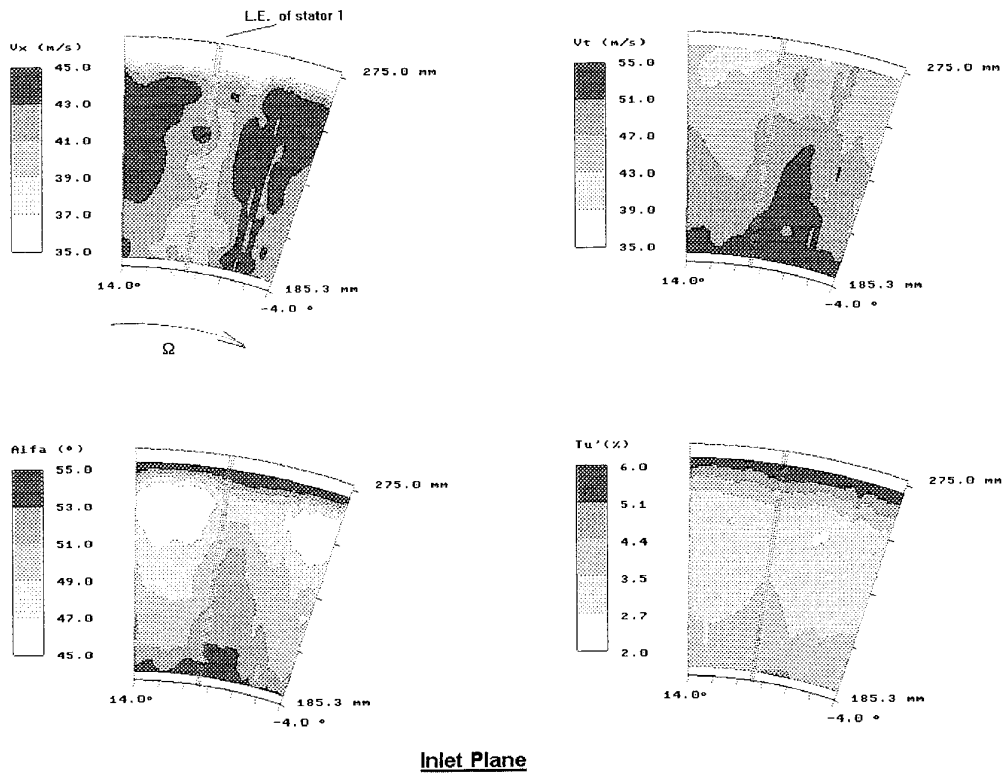 L.E. of stator 1
Vx (m/s)
45.0
43.0
41.0
39.0
37.0
35.0
275.0 mm
185.3 mm
14.0°
-4.0 °
Ω
Vt (m/s)
55.0
51.0
47.0
43.0
39.0
35.0
275.0 mm
185.3 mm
14.0°
-4.0 °
Alfa (°)
55.0
53.0
51.0
49.0
47.0
45.0
275.0 mm
185.3 mm
14.0°
-4.0 °
Tu'(%)
6.0
5.1
4.4
3.5
2.7
2.0
275.0 mm
185.3 mm
14.0°
-4.0 °
Inlet Plane